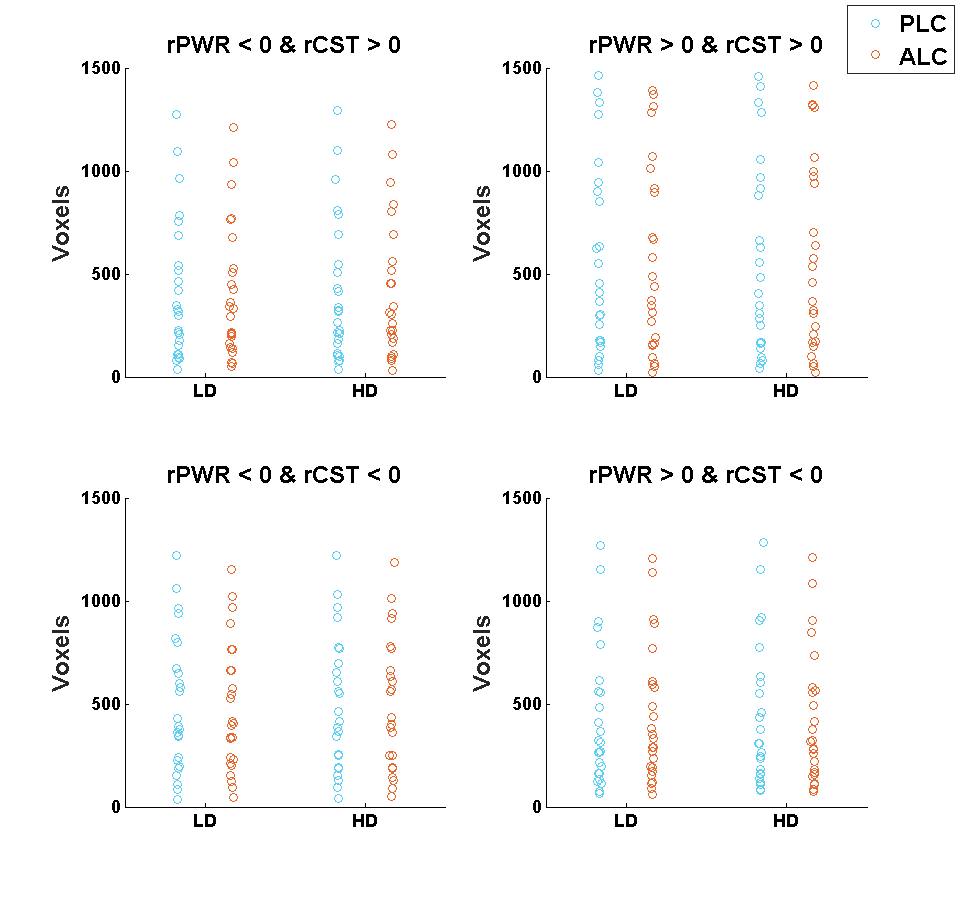 PLC
ALC
rPWR < 0 & rCST > 0
1500
1000
500
0
Voxels
LD
HD
rPWR > 0 & rCST > 0
1500
1000
500
0
Voxels
LD
HD
rPWR < 0 & rCST < 0
1500
1000
500
0
Voxels
LD
HD
rPWR > 0 & rCST < 0
1500
1000
500
0
Voxels
LD
HD